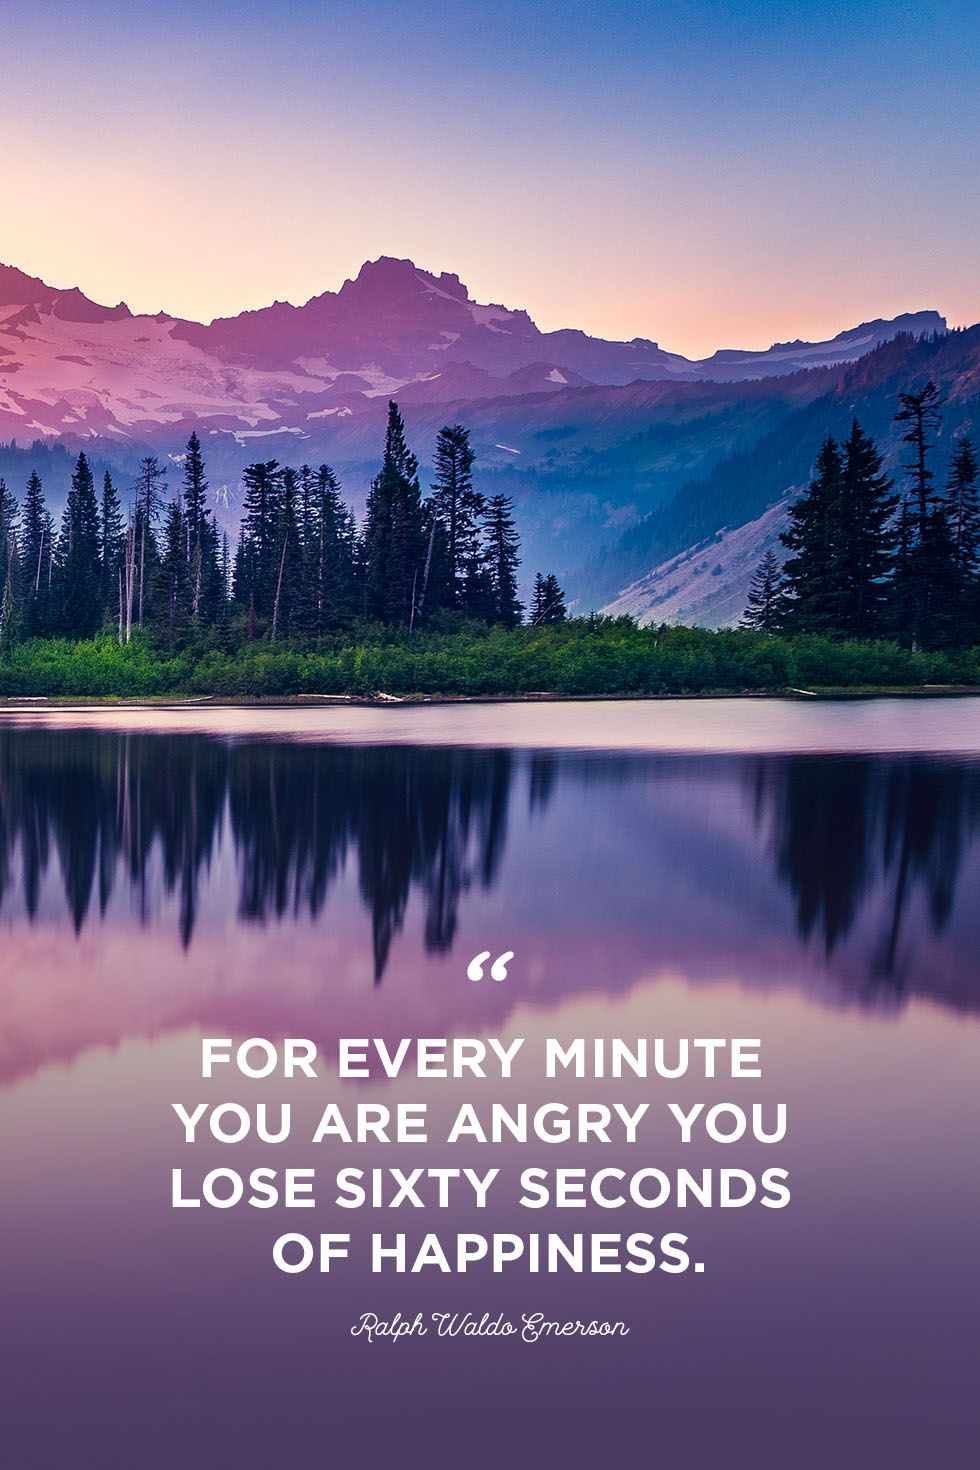 “
FOR EVERY MINUTE
YOU ARE ANGRY YOU
LOSE SIXTY SECONDS
OF HAPPINESS.
Ralph Waldo Emerson